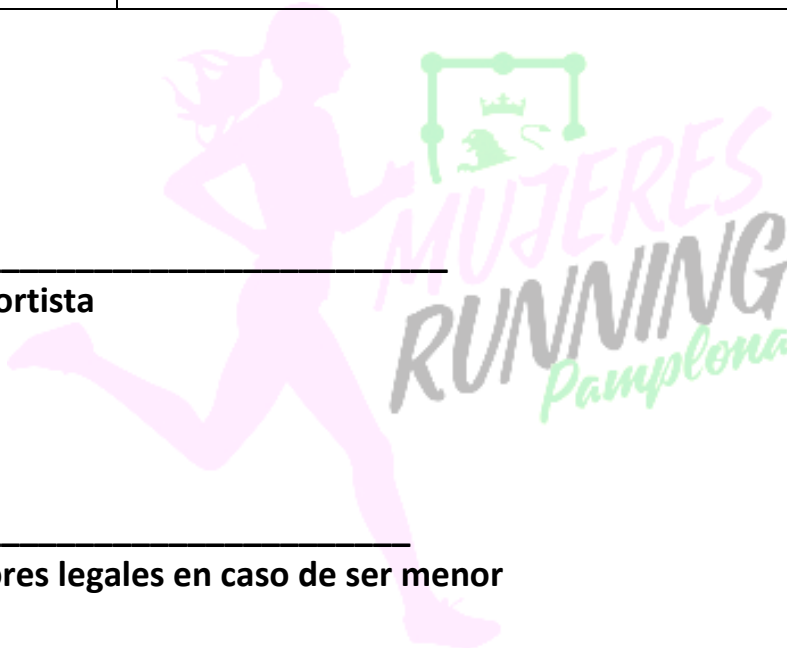 MUJERES
RUNNING
Pamplona
ortista
ores legales en caso de ser menor